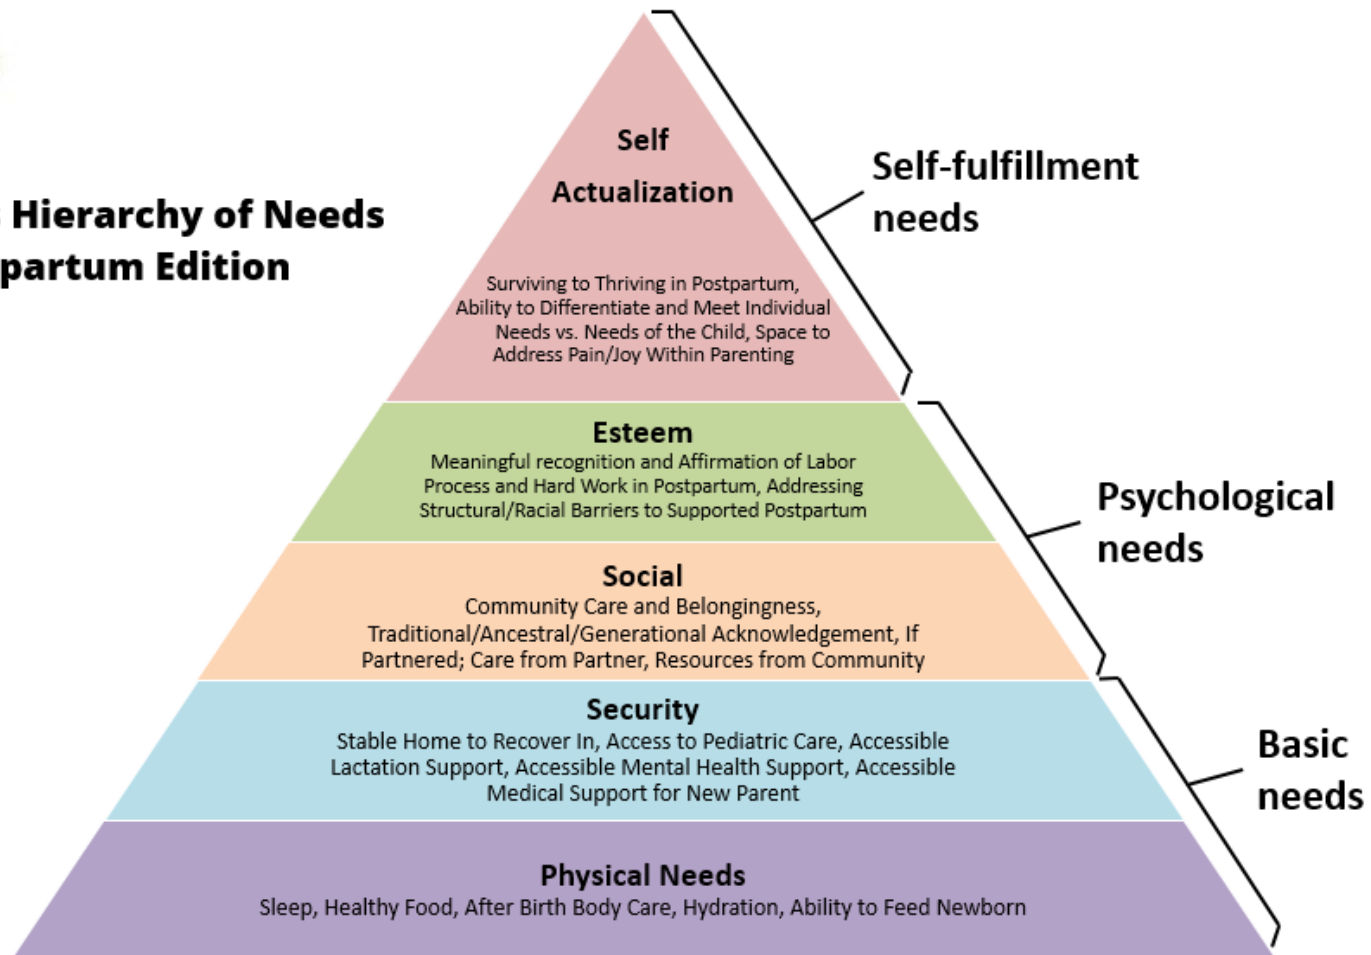 Hierarchy of Needs
partum Edition
Self
Actualization
Surviving to Thriving in Postpartum,
Ability to Differentiate and Meet Individual
Needs vs. Needs of the Child, Space to
Address Pain/Joy Within Parenting
Self-fulfillment
needs
Esteem
Meaningful recognition and Affirmation of Labor
Process and Hard Work in Postpartum, Addressing
Structural/Racial Barriers to Supported Postpartum
Psychological
needs
Social
Community Care and Belongingness,
Traditional/Ancestral/Generational Acknowledgement, If
Partnered; Care from Partner, Resources from Community
Security
Stable Home to Recover In, Access to Pediatric Care, Accessible
Lactation Support, Accessible Mental Health Support, Accessible
Medical Support for New Parent
Basic
needs
Physical Needs
Sleep, Healthy Food, After Birth Body Care, Hydration, Ability to Feed Newborn